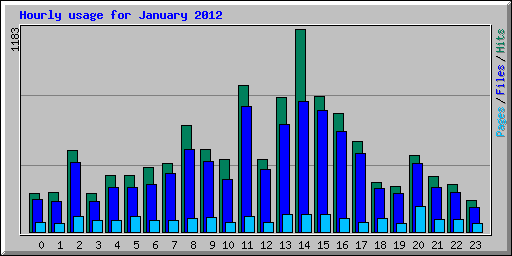 Hourly usage for January 2012
1183
Pages/Files/Hits
0 1 2 3 4 5 6 7 8 9 10 11 12 13 14 15 16 17 18 19 20 21 22 23